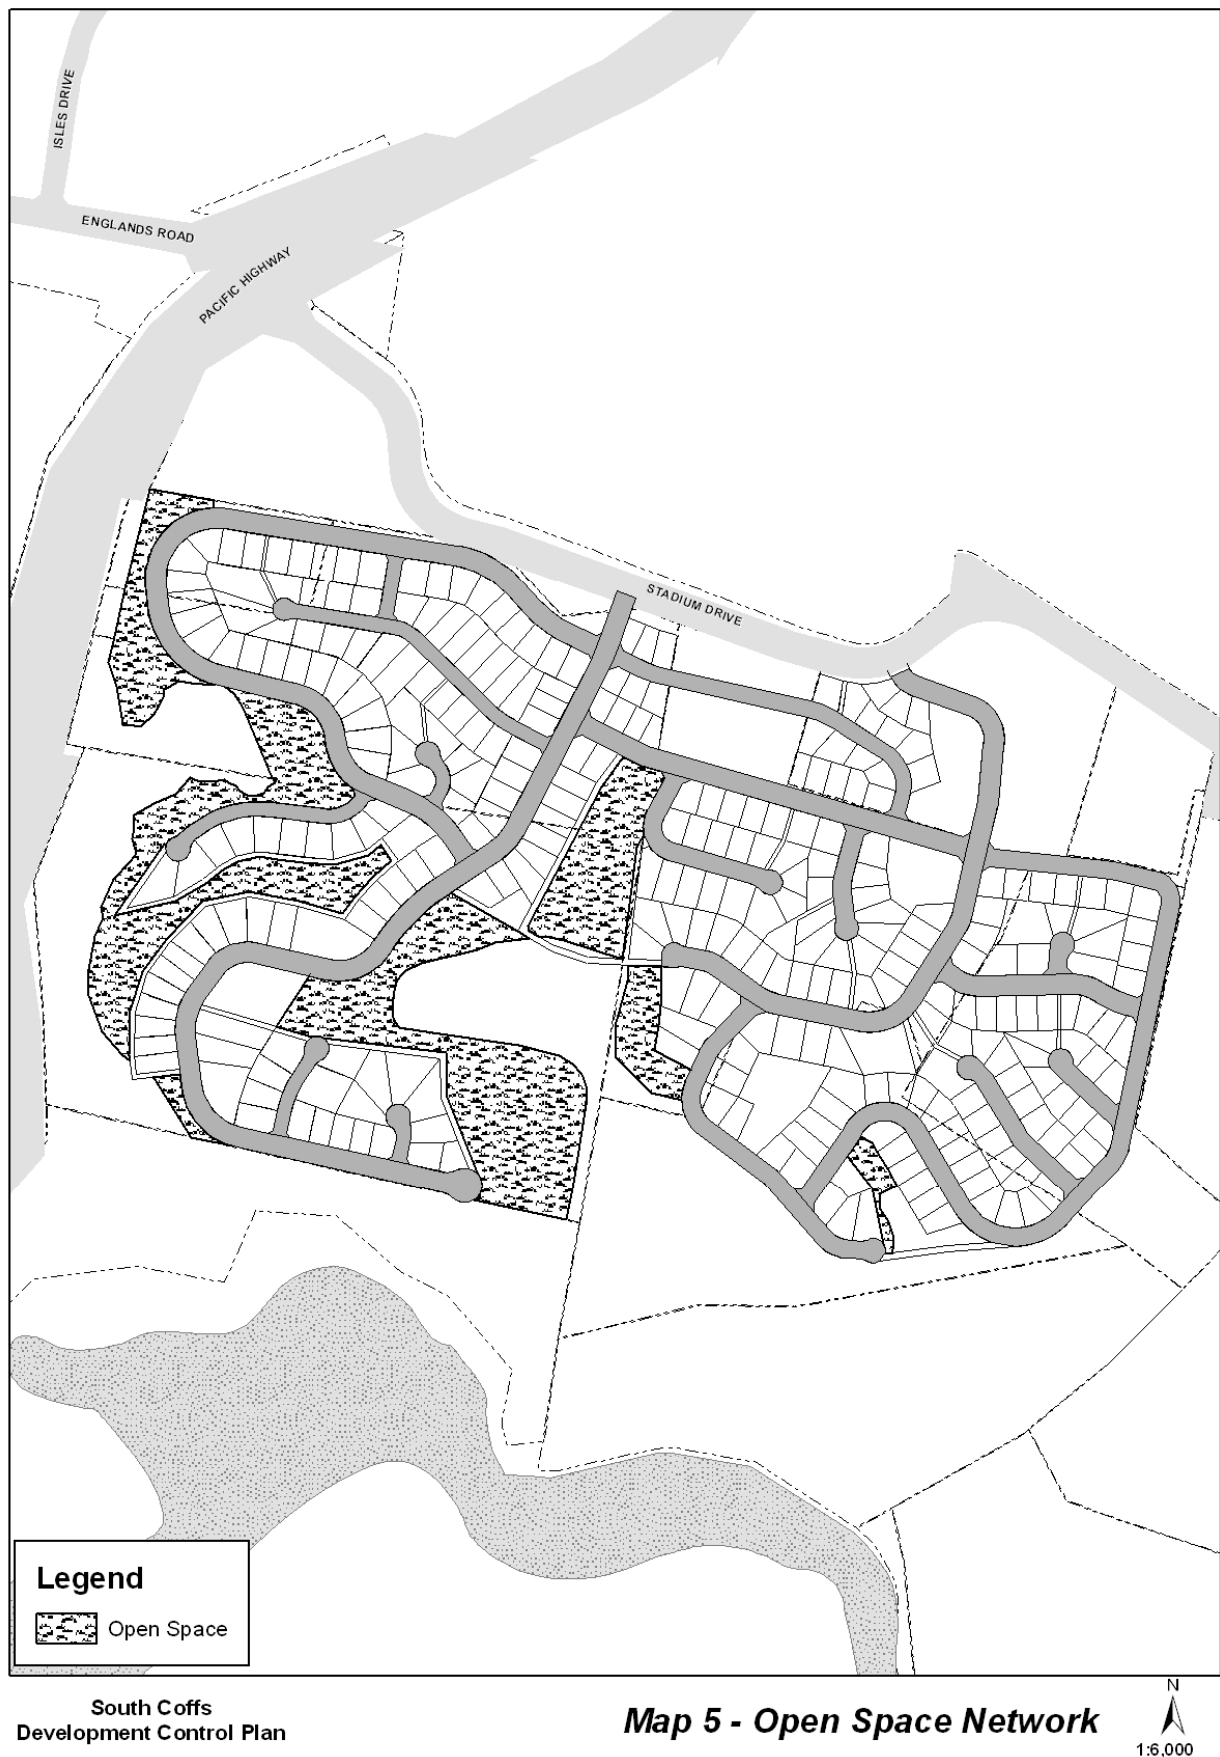 ISLES DRIVE
ENGLANDS ROAD
PACIFIC HIGHWAY
STADIUM DRIVE
Legend
Open Space
South Coffs
Development Control Plan
Map 5 - Open Space Network
N
1:6,000